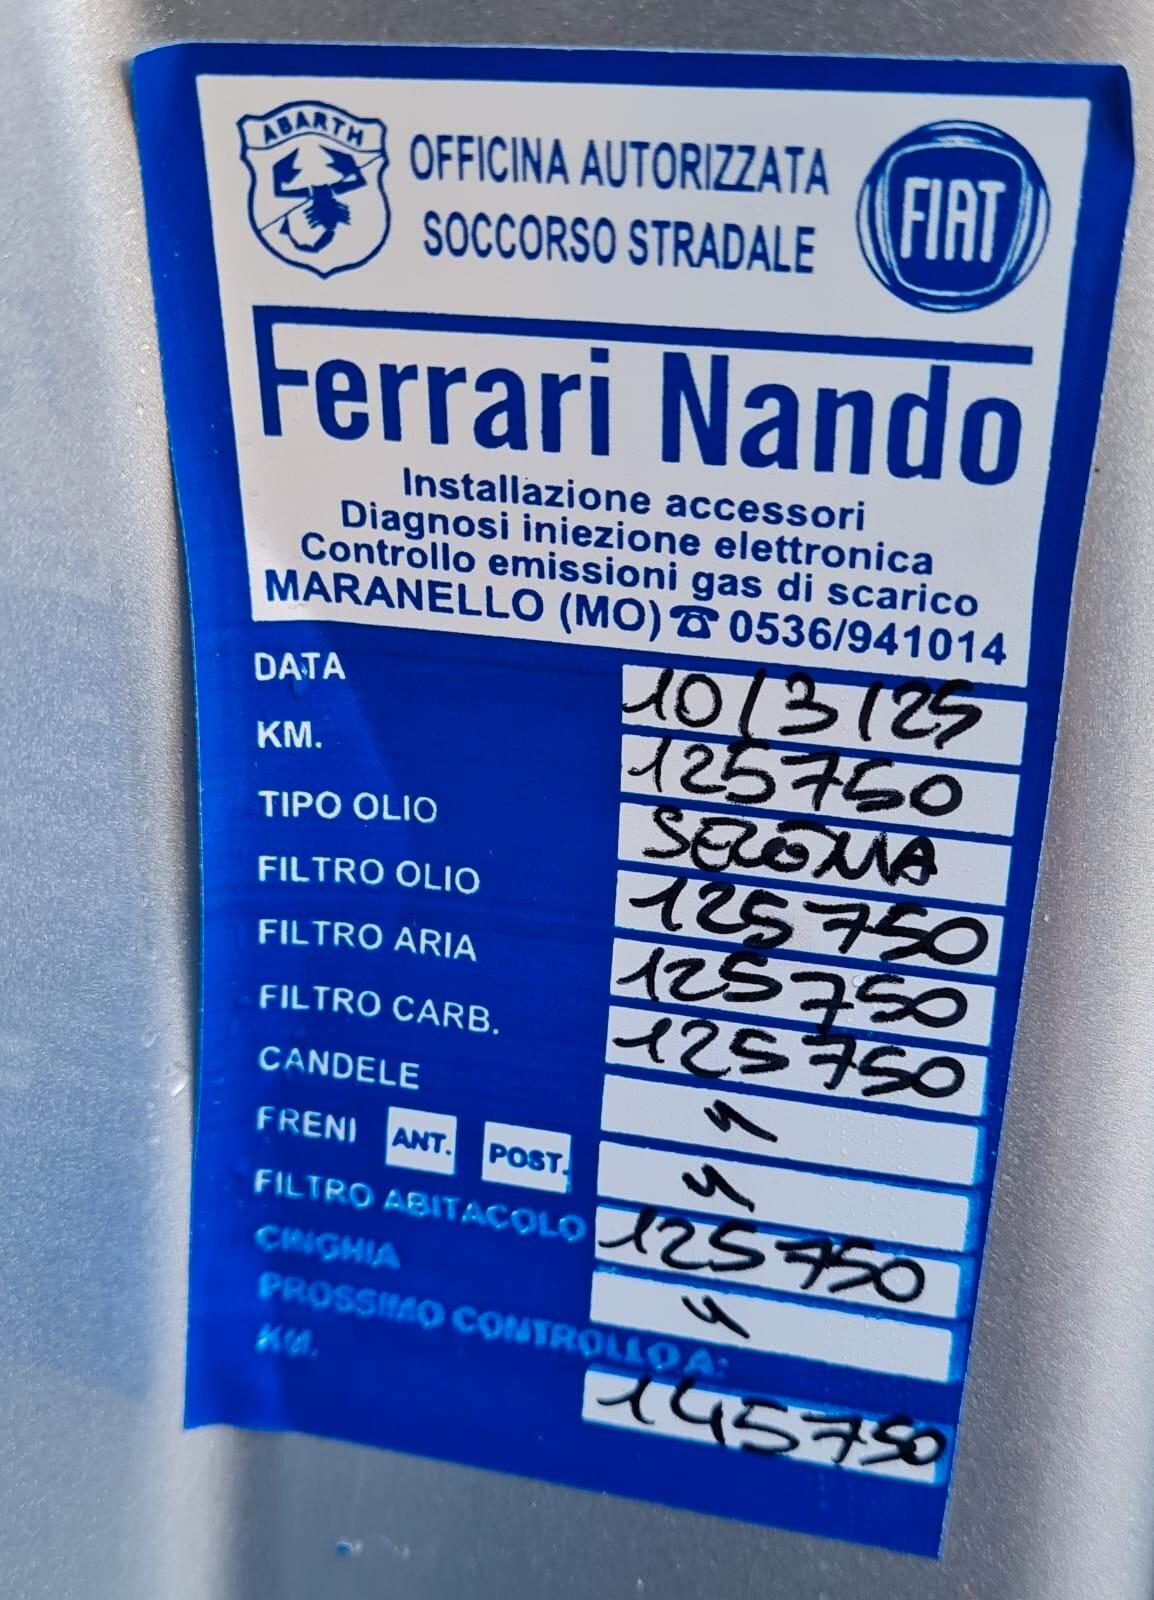 ABARTH
OFFICINA AUTORIZZATA
SOCCORSO STRADALE
FIAT
Ferrari Nando
Installazione accessori
Diagnosi iniezione elettronica
Controllo emissioni gas di scarico
MARANELLO (MO) ☎ 0536/941014
DATA 10/3/25
KM. 125750
TIPO OLIO
FILTRO OLIO 125750
FILTRO ARIA 125750
FILTRO CARB. 125750
CANDELE
FRENI ANT. POST.
FILTRO ABITACOLO 125750
CINGHIA
PROSSIMO CONTROLLO A:
KM. 145750